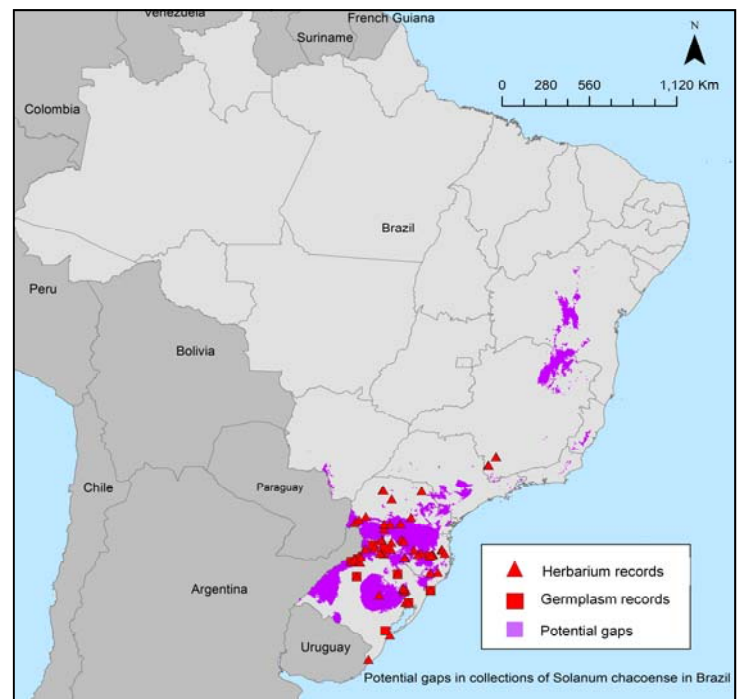 Venezuela
French Guiana
Suriname
N
0 280 560 1,120 Km
Colombia
Brazil
Peru
Bolivia
Paraguay
Chile
Argentina
Uruguay
Herbarium records
Germplasm records
Potential gaps
Potential gaps in collections of Solanum chacoense in Brazil